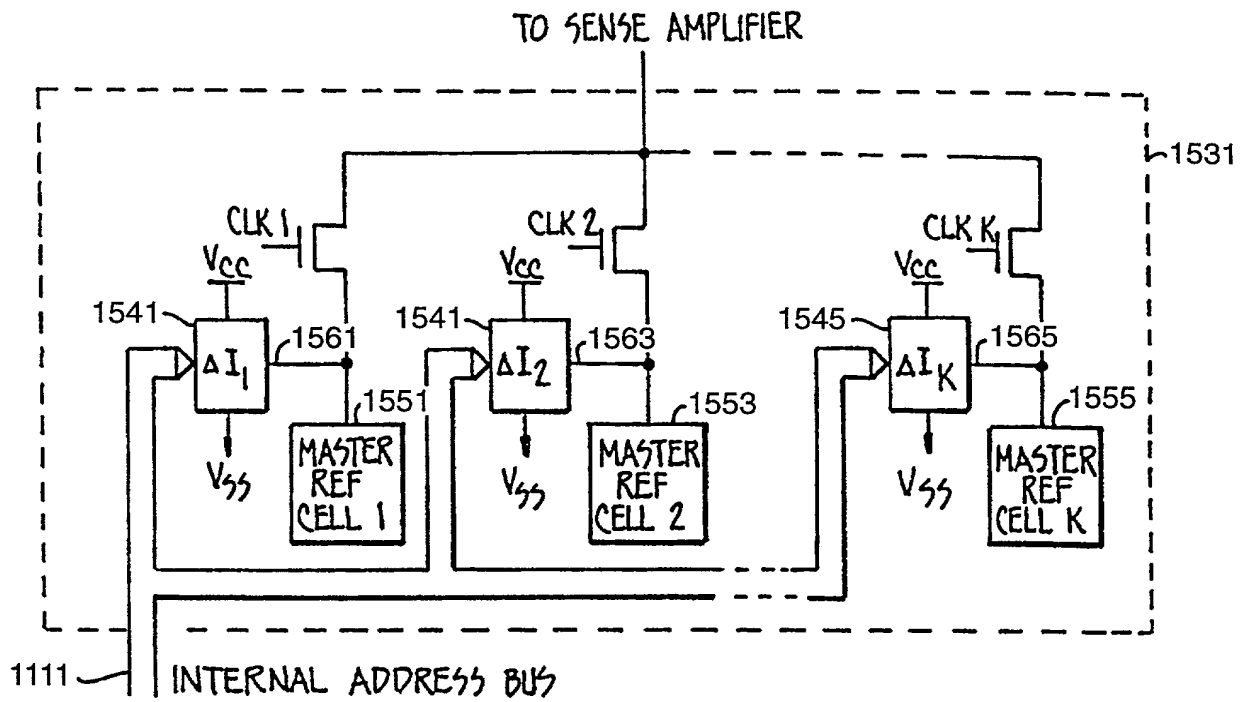 TO SENSE AMPLIFIER
1531
CLK 1
CLK 2
CLK K
VCC
VCC
VCC
1541
1541
1545
1561
1563
1565
ΔI1
ΔI2
ΔIK
1551
1553
1555
VSS
VSS
VSS
MASTER
REF
CELL 1
MASTER
REF
CELL 2
MASTER
REF
CELL K
1111
INTERNAL ADDRESS BUS